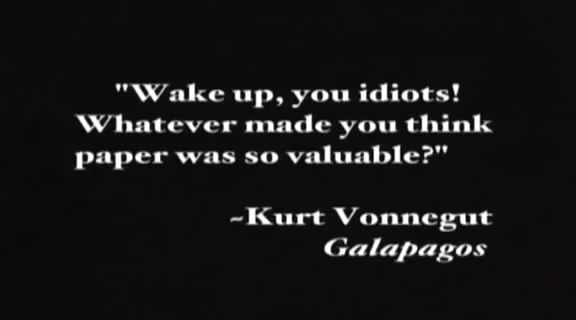 "Wake up, you idiots!
Whatever made you think
paper was so valuable?"
~Kurt Vonnegut
Galapagos